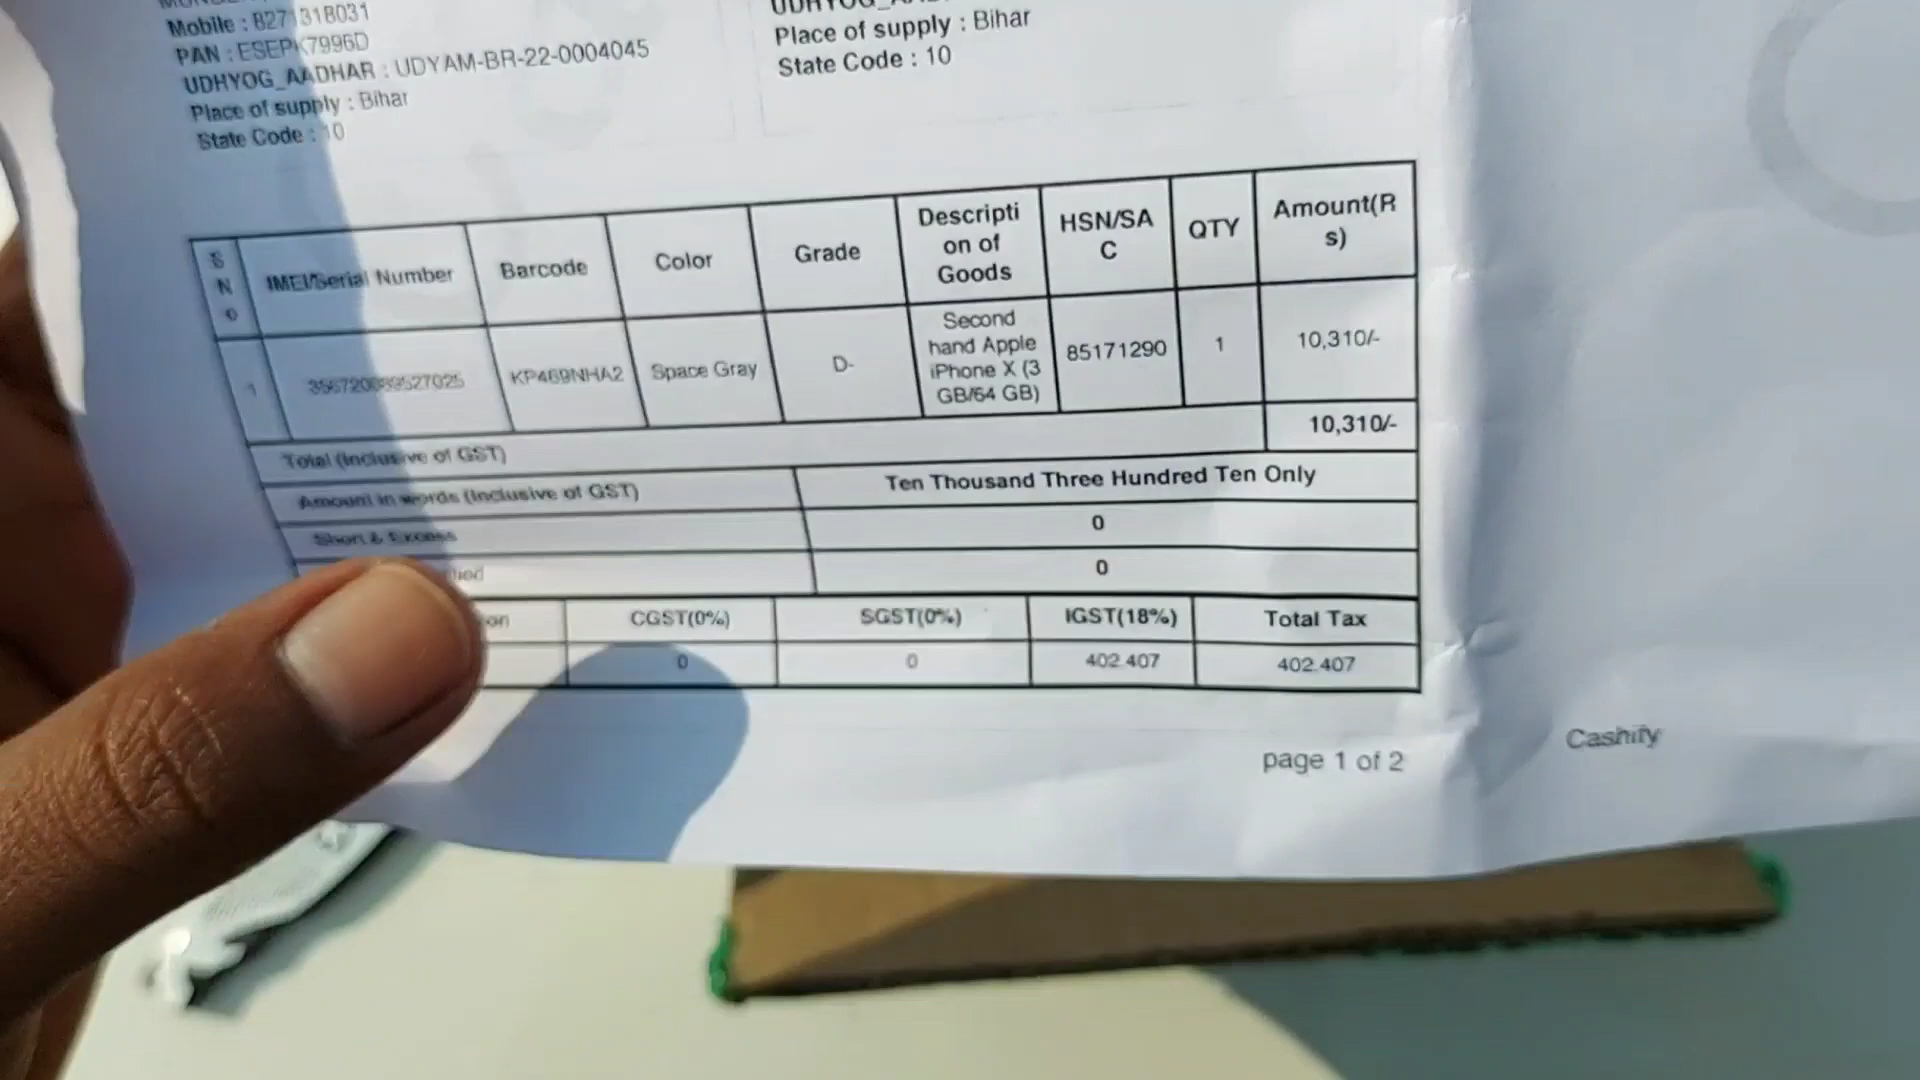 Mobile : 8271318031
PAN : ESEPK7996D
UDHYOG_AADHAR : UDYAM-BR-22-0004045
Place of supply : Bihar
State Code : 10
Place of supply : Bihar
State Code : 10
S N o
IMEI/Serial Number
Barcode
Color
Grade
Descripti
on of
Goods
HSN/SA
C
QTY
Amount(R
s)
1
KP469NHA2
Space Gray
D-
Second
hand Apple
iPhone X (3
GB/64 GB)
85171290
1
10,310/-
Total (Inclusive of GST)
10,310/-
Amount in words (Inclusive of GST)
Ten Thousand Three Hundred Ten Only
Short & Excess
0
0
CGST(0%)
SGST(0%)
IGST(18%)
Total Tax
0
0
402.407
402.407
page 1 of 2
Cashify